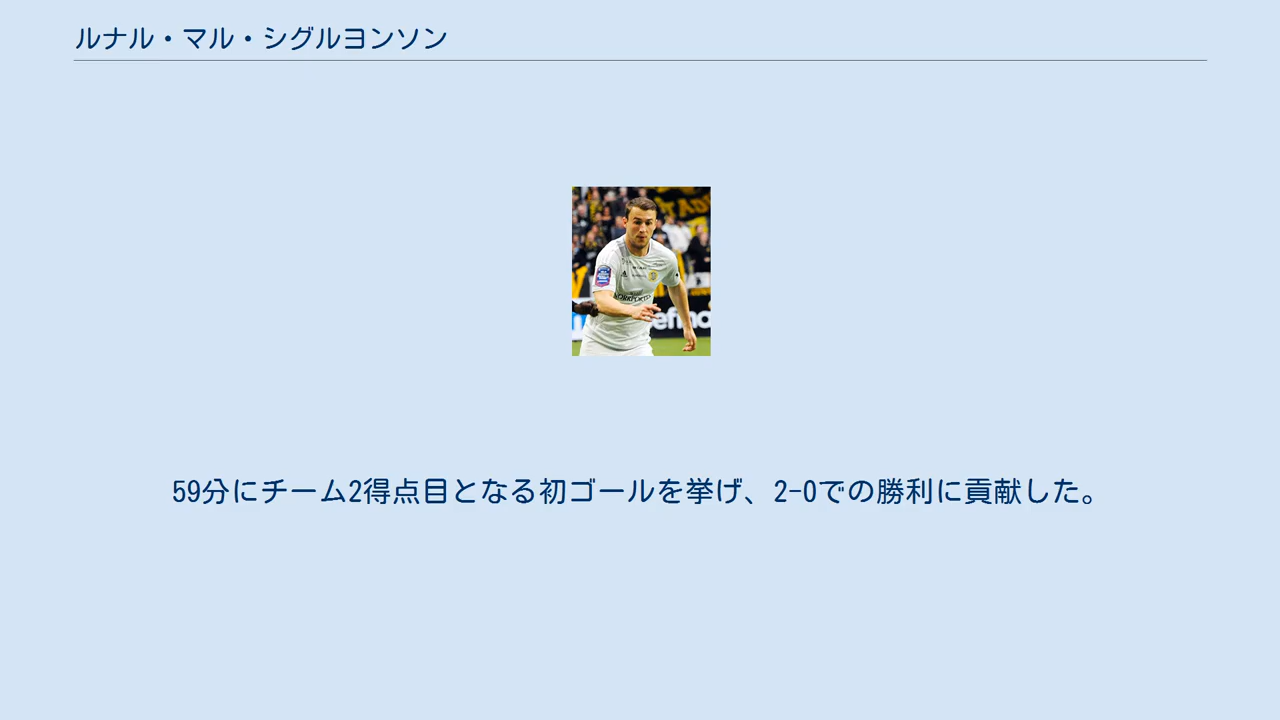 ルナル・マル・シグルヨンソン
59分にチーム2得点目となる初ゴールを挙げ、2-0での勝利に貢献した。